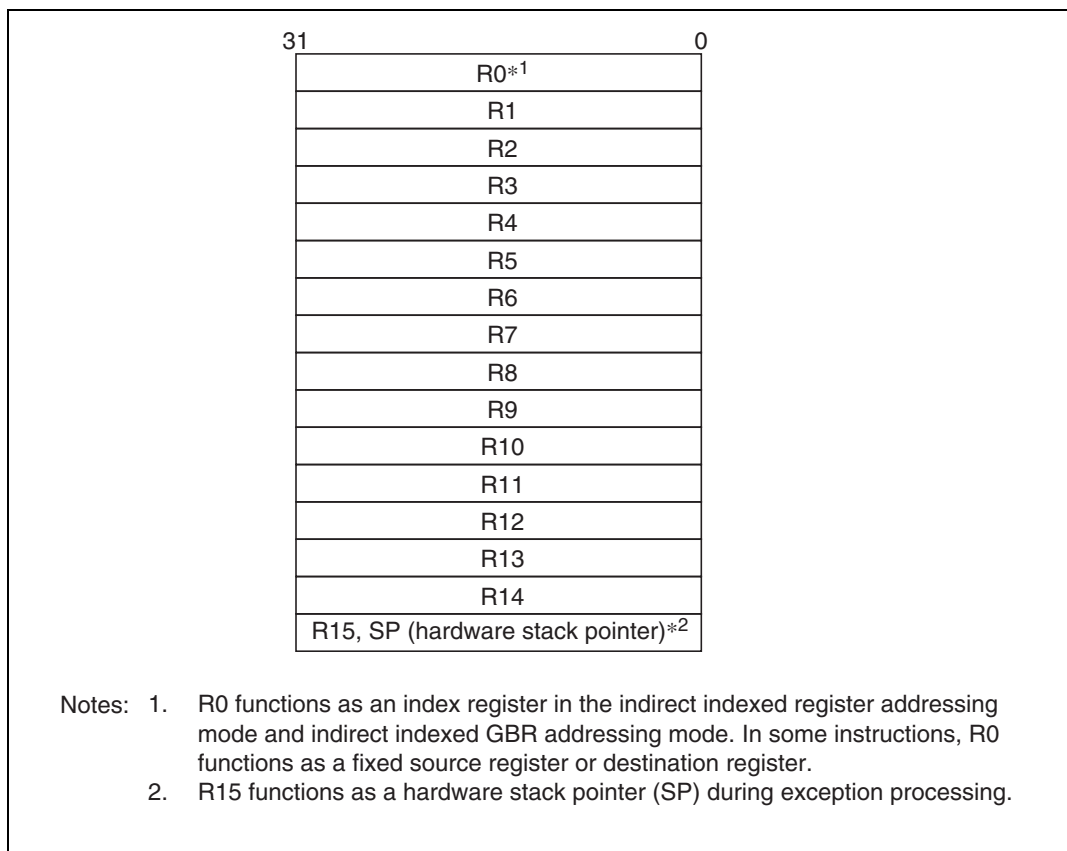 31 0
R0*1
R1
R2
R3
R4
R5
R6
R7
R8
R9
R10
R11
R12
R13
R14
R15, SP (hardware stack pointer)*2
Notes: 1. R0 functions as an index register in the indirect indexed register addressing
mode and indirect indexed GBR addressing mode. In some instructions, R0
functions as a fixed source register or destination register.
2. R15 functions as a hardware stack pointer (SP) during exception processing.